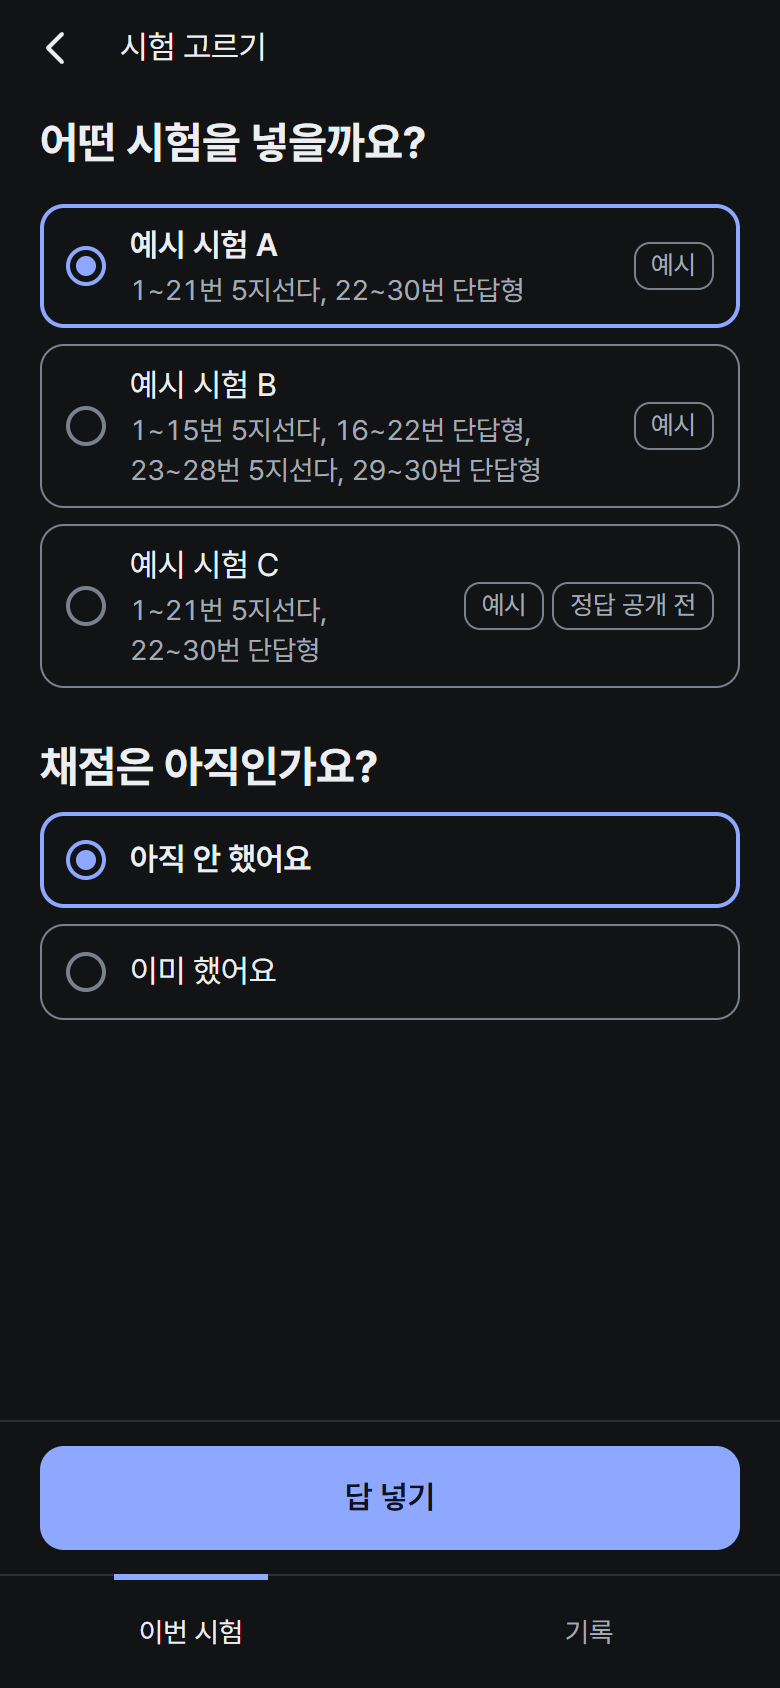 시험 고르기
어떤 시험을 넣을까요?
예시 시험 A
1~21번 5지선다, 22~30번 단답형
예시
예시 시험 B
1~15번 5지선다, 16~22번 단답형,
23~28번 5지선다, 29~30번 단답형
예시
예시 시험 C
1~21번 5지선다,
22~30번 단답형
예시
정답 공개 전
채점은 아직인가요?
아직 안 했어요
이미 했어요
답 넣기
이번 시험
기록